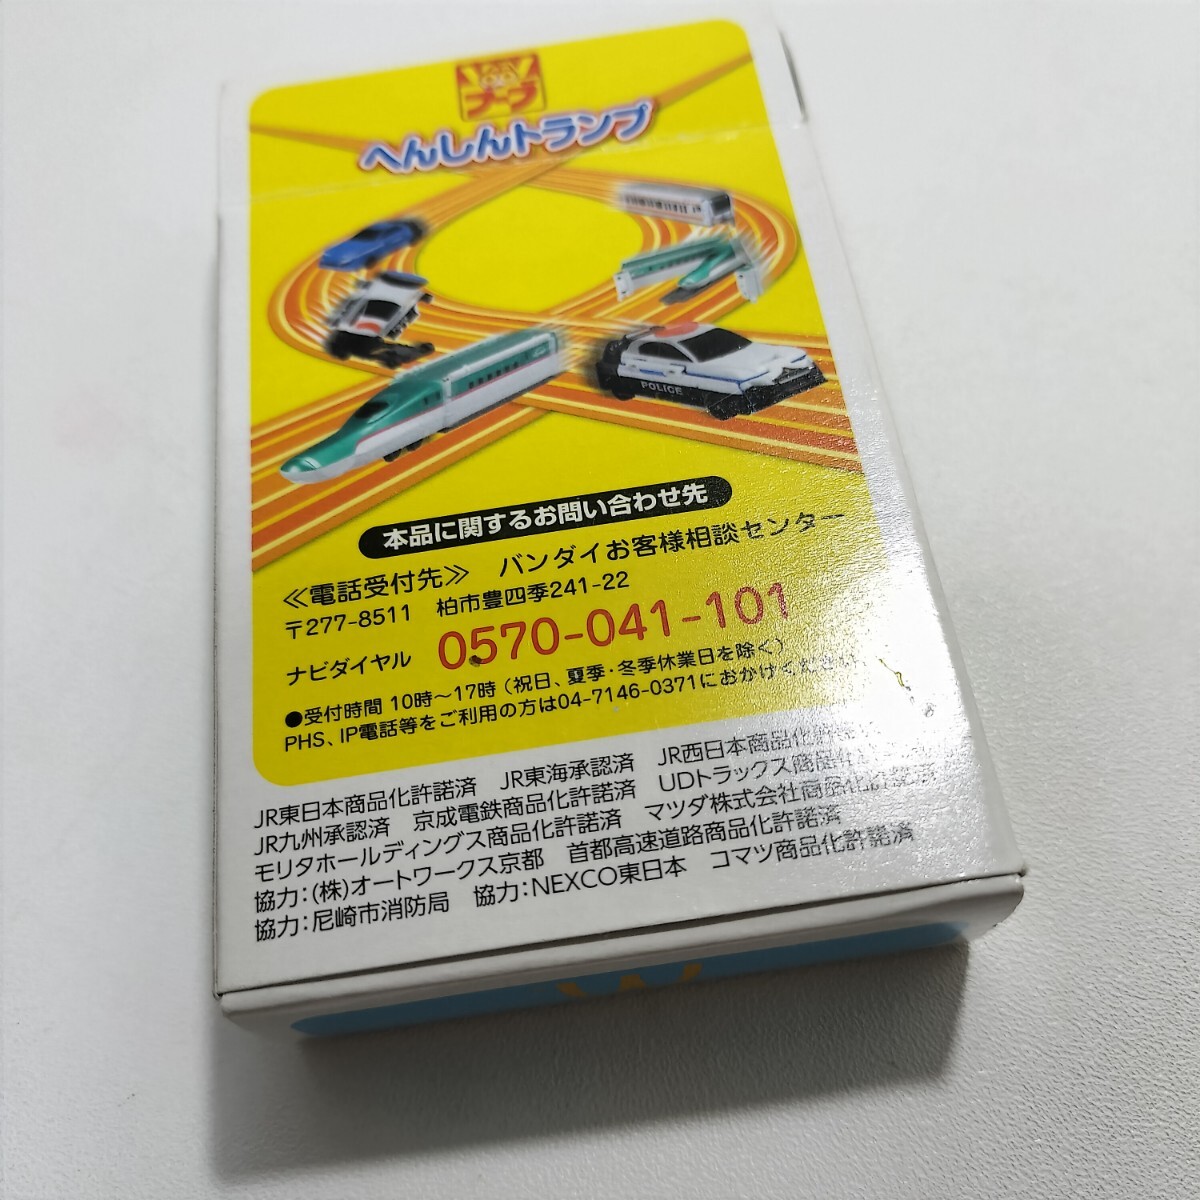 ブーブ
へんしんトランプ
POLICE
本品に関するお問い合わせ先
≪電話受付先≫ バンダイお客様相談センター
〒277-8511 柏市豊四季241-22
ナビダイヤル 0570-041-101
●受付時間 10時～17時（祝日、夏季・冬季休業日を除く）
PHS、IP電話等をご利用の方は04-7146-0371におかけください
JR東日本商品化許諾済 JR東海承認済 JR西日本商品化許諾
JR九州承認済 京成電鉄商品化許諾済 UDトラックス商品化
モリタホールディングス商品化許諾済 マツダ株式会社商品化許諾済
協力：(株)オートワークス京都 首都高速道路商品化許諾済
協力：尼崎市消防局 協力：NEXCO東日本 コマツ商品化許諾済